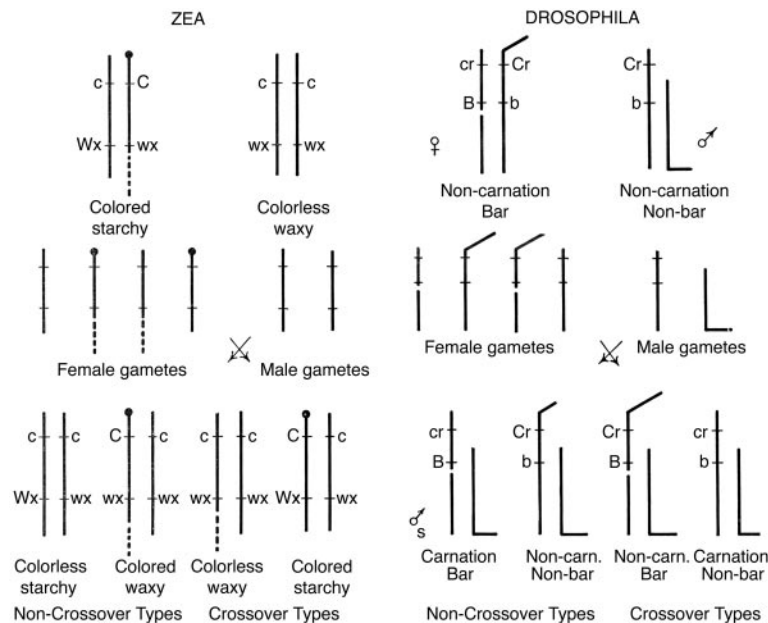 ZEA
c C c c
Wx wx wx wx
Colored
starchy
Colorless
waxy
Female gametes
Male gametes
c c C c c c C c
Wx wx wx wx wx wx Wx wx
Colorless
starchy
Colored
waxy
Colorless
waxy
Colored
starchy
Non-Crossover Types
Crossover Types
DROSOPHILA
cr Cr Cr
B b b
♀
♂
Non-carnation
Bar
Non-carnation
Non-bar
Female gametes
Male gametes
cr Cr Cr cr
B b B b
♂
s
Carnation
Bar
Non-carn.
Non-bar
Non-carn.
Bar
Carnation
Non-bar
Non-Crossover Types
Crossover Types